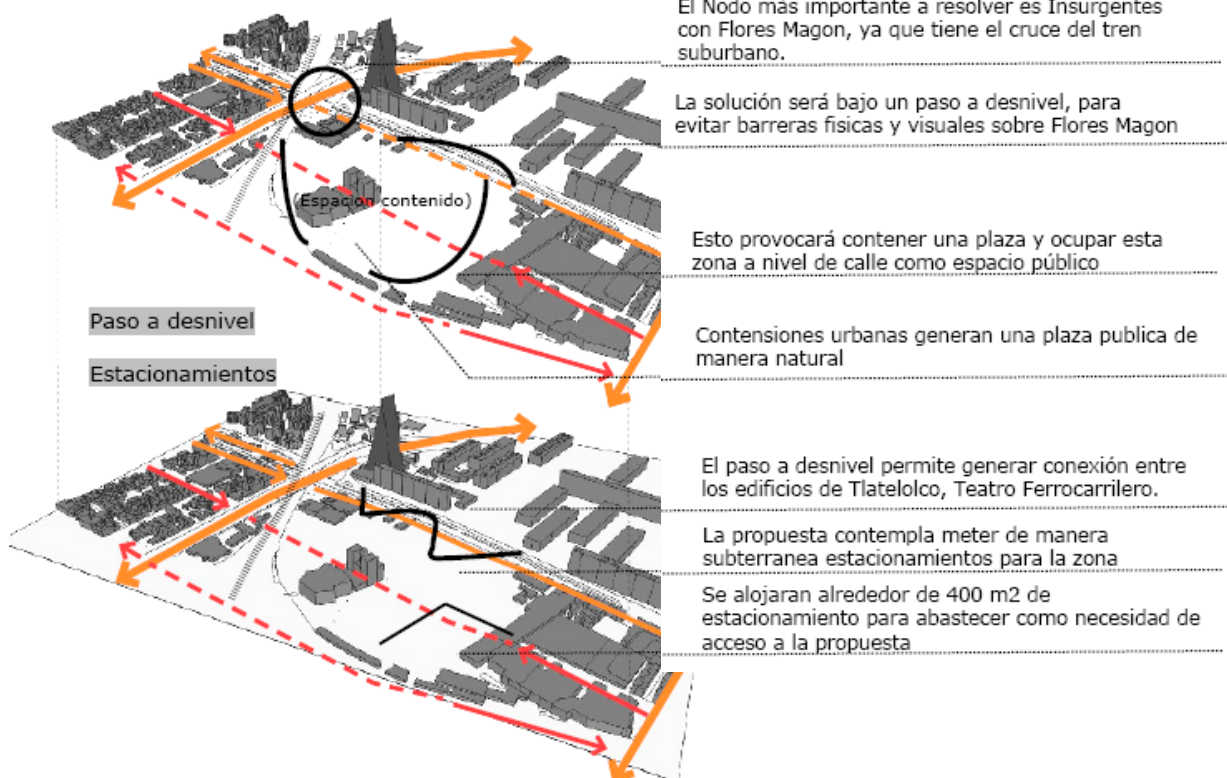 El Nodo más importante a resolver es Insurgentes
con Flores Magon, ya que tiene el cruce del tren
suburbano.
La solución será bajo un paso a desnivel, para
evitar barreras fisicas y visuales sobre Flores Magon
(Espacion contenido)
Esto provocará contener una plaza y ocupar esta
zona a nivel de calle como espacio público
Paso a desnivel
Contensiones urbanas generan una plaza publica de
manera natural
Estacionamientos
El paso a desnivel permite generar conexión entre
los edificios de Tlatelolco, Teatro Ferrocarrilero.
La propuesta contempla meter de manera
subterranea estacionamientos para la zona
Se alojaran alrededor de 400 m2 de
estacionamiento para abastecer como necesidad de
acceso a la propuesta